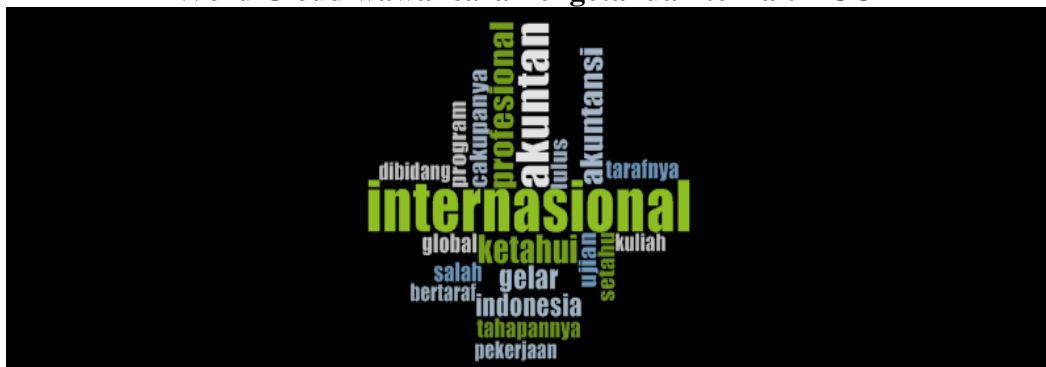 internasional
akuntan
profesional
akuntansi
cakupanya
program
lulus
dibidang
tarafnya
global
ketahui
ujian
setahu
kuliah
salah
gelar
bertaraf
indonesia
tahapannya
pekerjaan